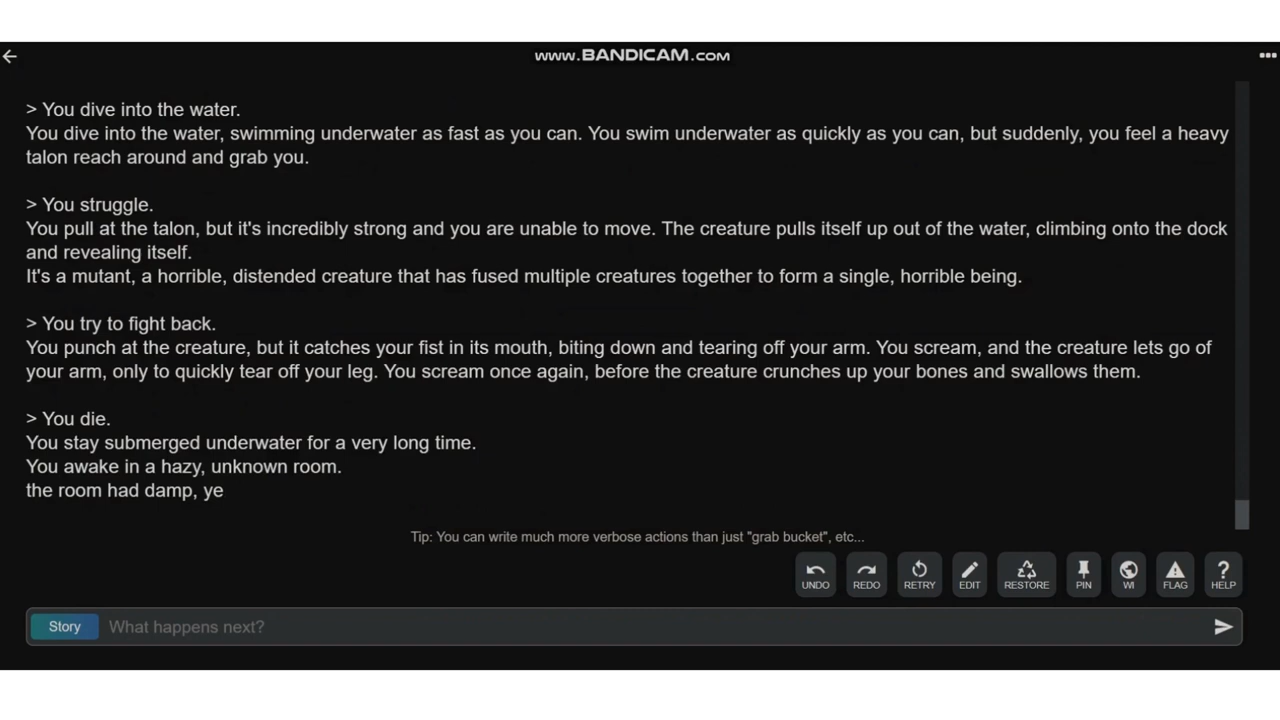 www.BANDICAM.com
> You dive into the water.
You dive into the water, swimming underwater as fast as you can. You swim underwater as quickly as you can, but suddenly, you feel a heavy
talon reach around and grab you.
> You struggle.
You pull at the talon, but it's incredibly strong and you are unable to move. The creature pulls itself up out of the water, climbing onto the dock
and revealing itself.
It's a mutant, a horrible, distended creature that has fused multiple creatures together to form a single, horrible being.
> You try to fight back.
You punch at the creature, but it catches your fist in its mouth, biting down and tearing off your arm. You scream, and the creature lets go of
your arm, only to quickly tear off your leg. You scream once again, before the creature crunches up your bones and swallows them.
> You die.
You stay submerged underwater for a very long time.
You awake in a hazy, unknown room.
the room had damp, ye
Tip: You can write much more verbose actions than just "grab bucket", etc...
UNDO REDO RETRY EDIT RESTORE PIN WI FLAG HELP
Story What happens next?